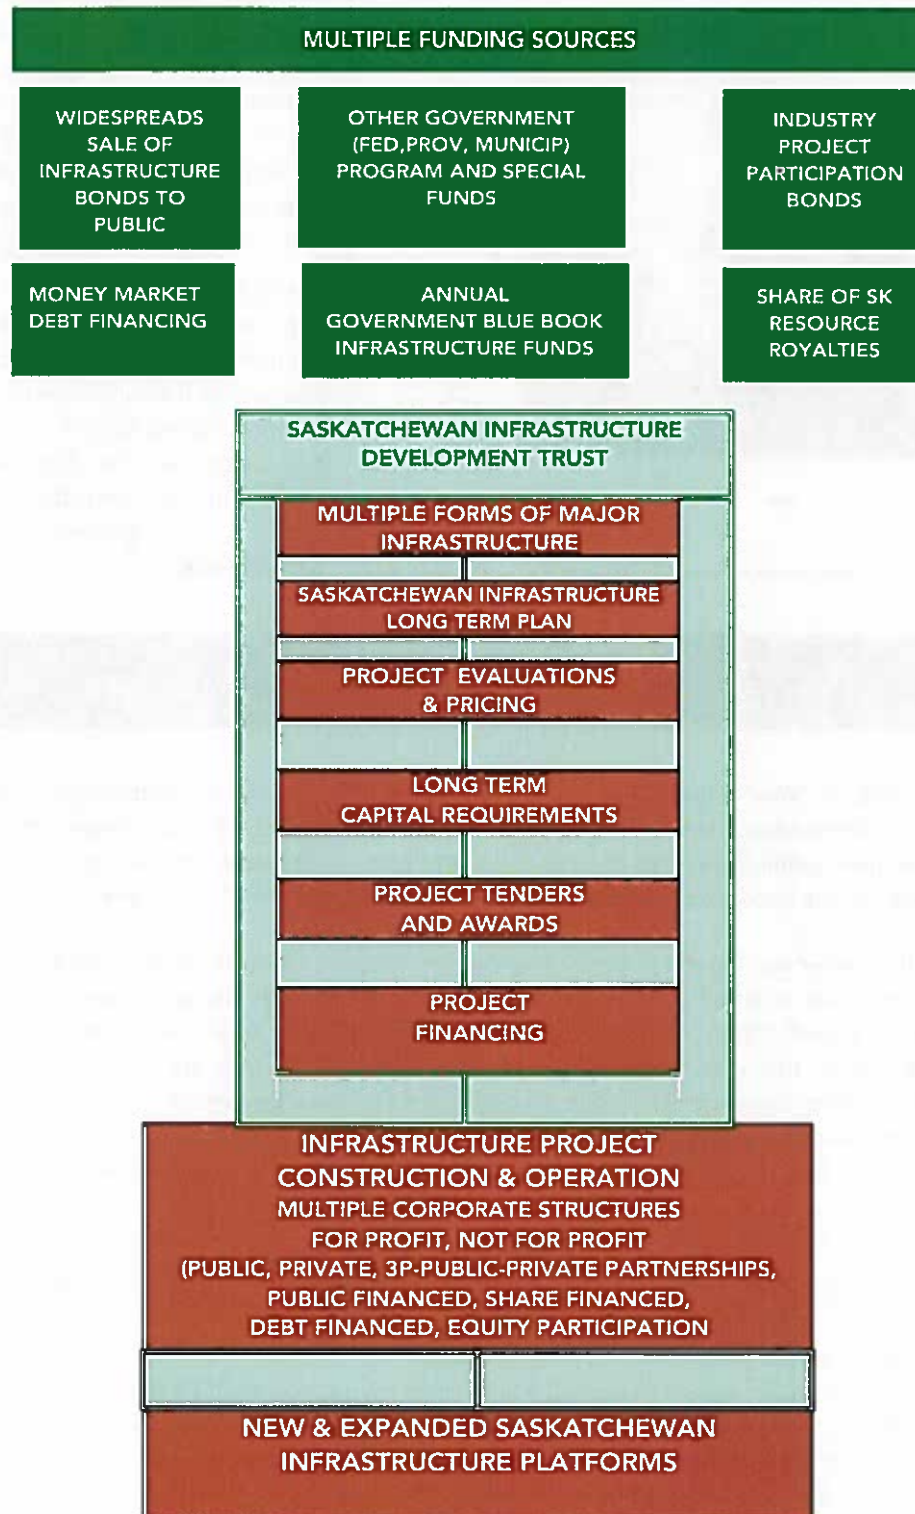 MULTIPLE FUNDING SOURCES
WIDESPREADS
SALE OF
INFRASTRUCTURE
BONDS TO
PUBLIC
OTHER GOVERNMENT
(FED,PROV, MUNICIP)
PROGRAM AND SPECIAL
FUNDS
INDUSTRY
PROJECT
PARTICIPATION
BONDS
MONEY MARKET
DEBT FINANCING
ANNUAL
GOVERNMENT BLUE BOOK
INFRASTRUCTURE FUNDS
SHARE OF SK
RESOURCE
ROYALTIES
SASKATCHEWAN INFRASTRUCTURE
DEVELOPMENT TRUST
MULTIPLE FORMS OF MAJOR
INFRASTRUCTURE
SASKATCHEWAN INFRASTRUCTURE
LONG TERM PLAN
PROJECT EVALUATIONS
& PRICING
LONG TERM
CAPITAL REQUIREMENTS
PROJECT TENDERS
AND AWARDS
PROJECT
FINANCING
INFRASTRUCTURE PROJECT
CONSTRUCTION & OPERATION
MULTIPLE CORPORATE STRUCTURES
FOR PROFIT, NOT FOR PROFIT
(PUBLIC, PRIVATE, 3P-PUBLIC-PRIVATE PARTNERSHIPS,
PUBLIC FINANCED, SHARE FINANCED,
DEBT FINANCED, EQUITY PARTICIPATION
NEW & EXPANDED SASKATCHEWAN
INFRASTRUCTURE PLATFORMS